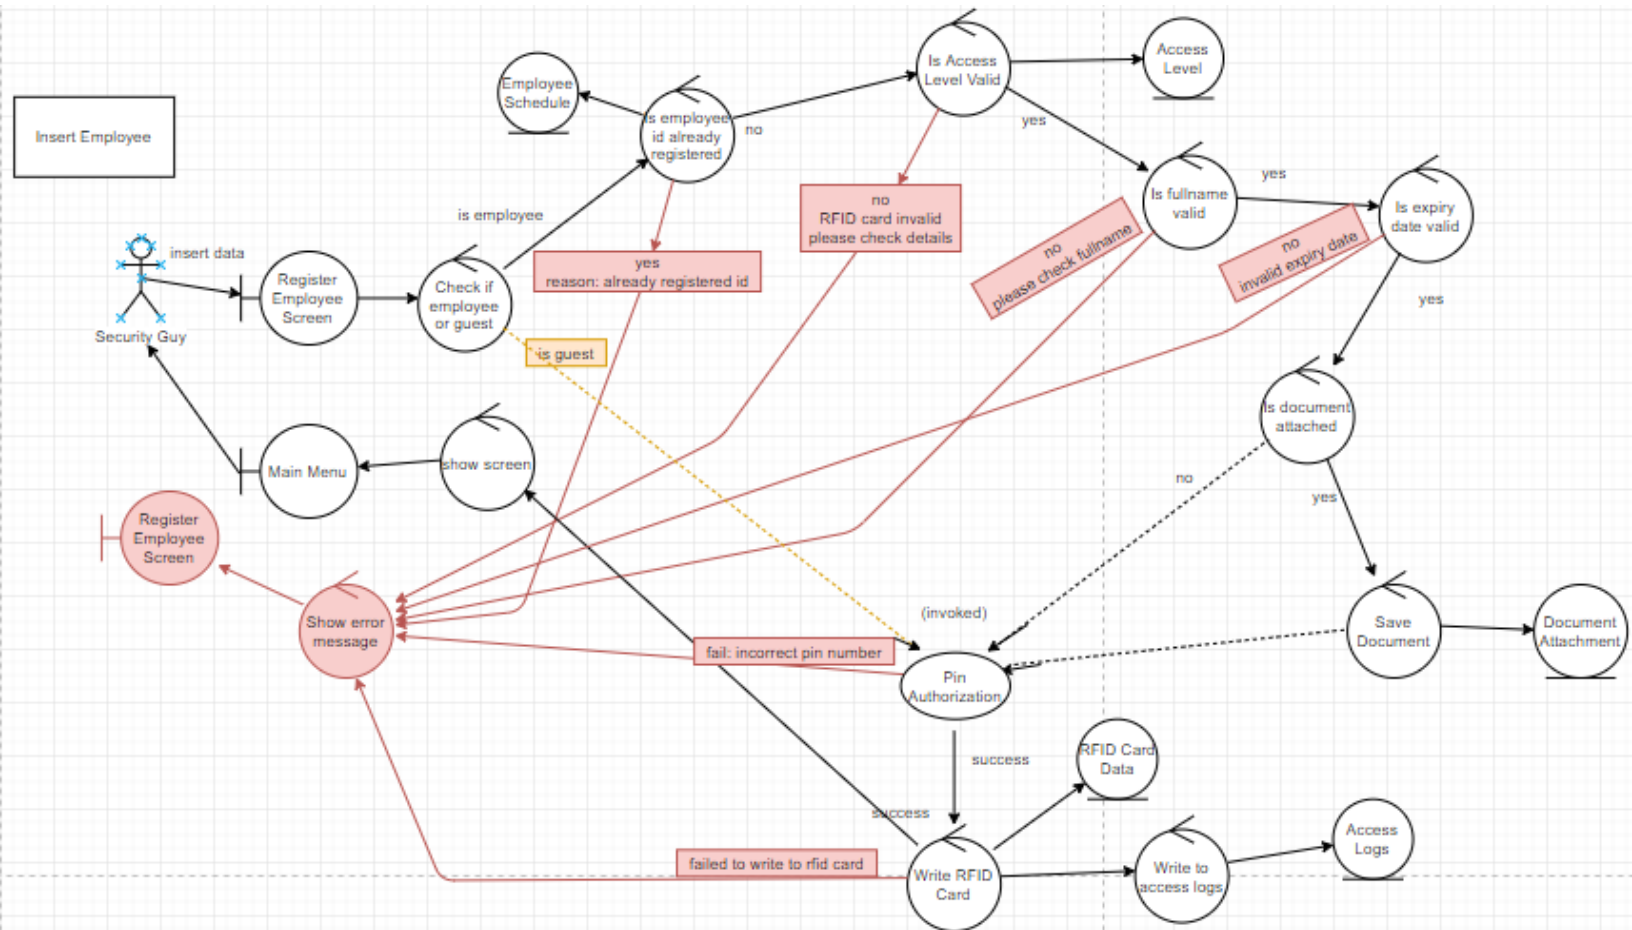 Insert Employee
Employee
Schedule
Is employee
id already
registered
no
Is Access
Level Valid
Access
Level
yes
Is fullname
valid
yes
Is expiry
date valid
no
RFID card invalid
please check details
no
please check fullname
no
invalid expiry date
yes
is employee
yes
reason: already registered id
insert data
Security Guy
Register
Employee
Screen
Check if
employee
or guest
is guest
Is document
attached
no
yes
Main Menu
show screen
Register
Employee
Screen
Show error
message
(invoked)
fail: incorrect pin number
Pin
Authorization
Save
Document
Document
Attachment
success
RFID Card
Data
success
failed to write to rfid card
Write RFID
Card
Write to
access logs
Access
Logs